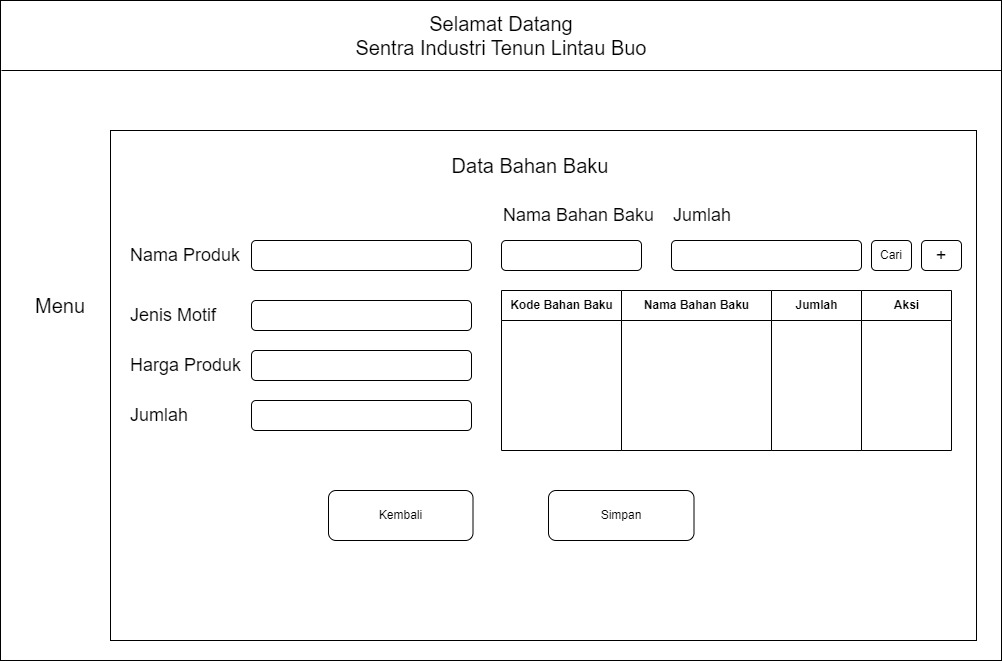 Selamat Datang
Sentra Industri Tenun Lintau Buo
Menu
Data Bahan Baku
Nama Bahan Baku Jumlah
Nama Produk
Cari +
Jenis Motif
Harga Produk
Jumlah
Kode Bahan Baku Nama Bahan Baku Jumlah Aksi
Kembali Simpan